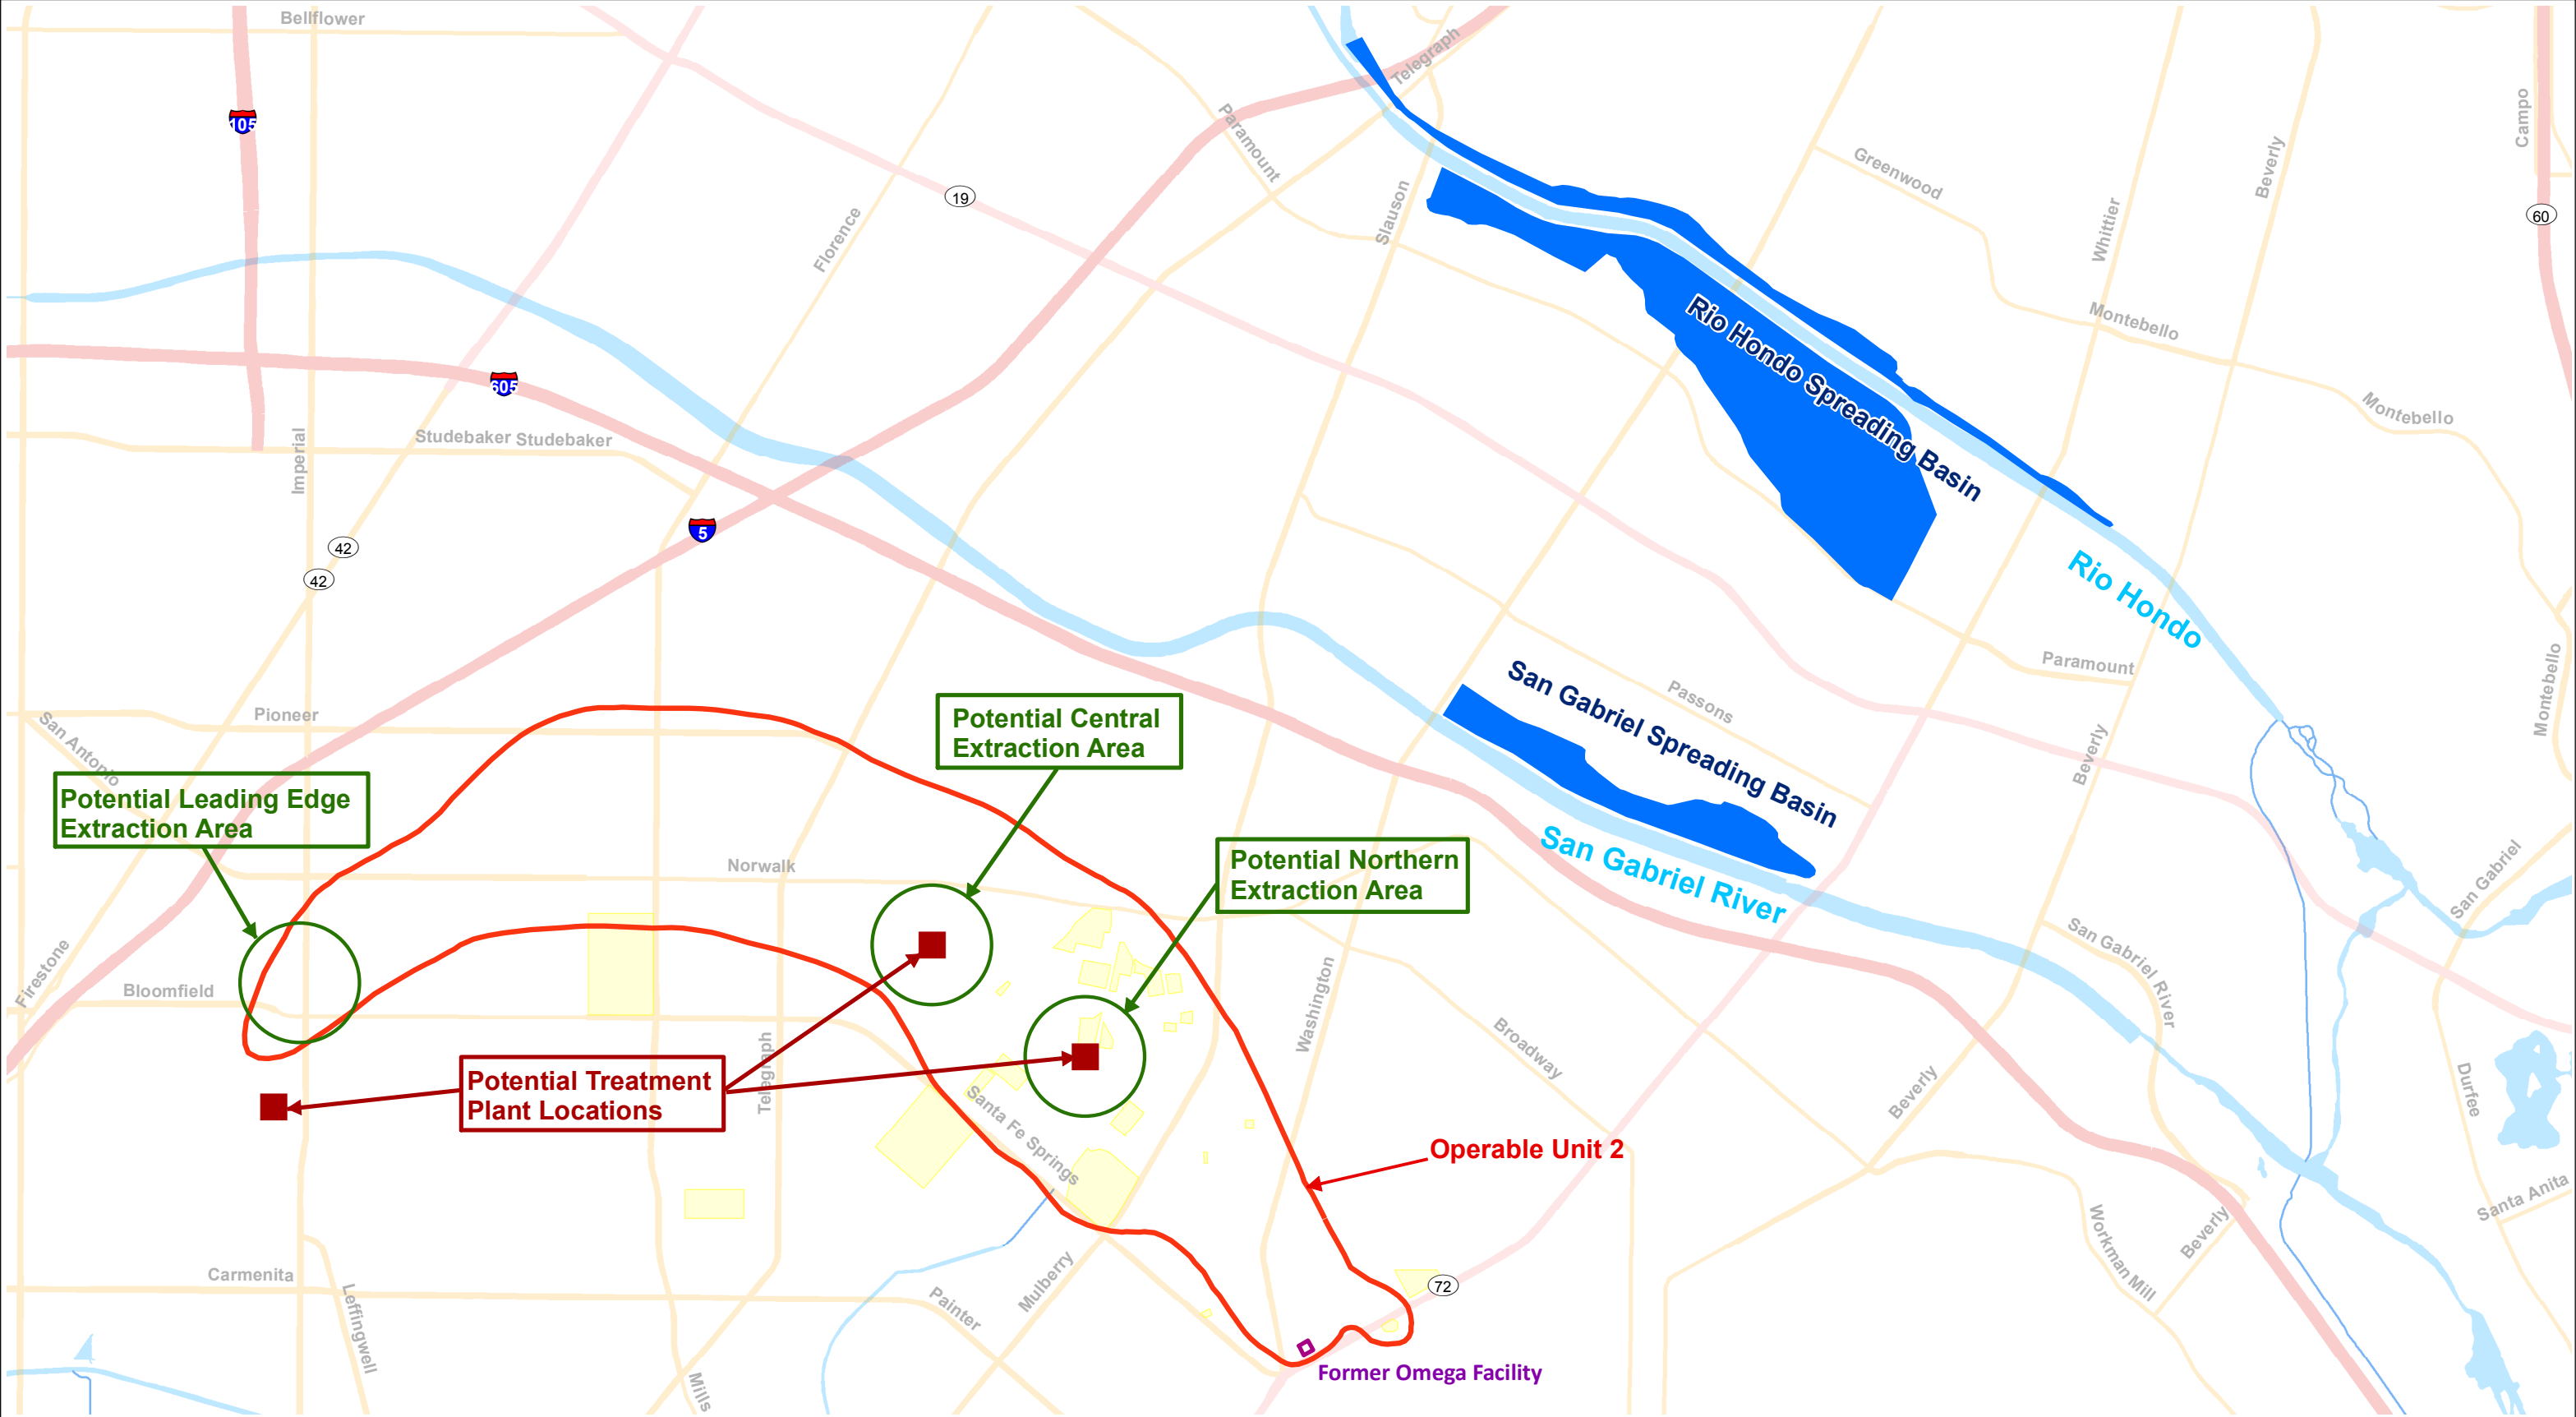 Bellflower
Telegraph
105
Paramount
Campo
Greenwood
Beverly
19
Slauson
Whittier
60
Florence
Rio Hondo Spreading Basin
Montebello
605
Montebello
Studebaker Studebaker
Imperial
5
42
42
Rio Hondo
Paramount
Montebello
San Gabriel Spreading Basin
Passons
Pioneer
San Antonio
Potential Central
Extraction Area
Beverly
Potential Leading Edge
Extraction Area
San Gabriel River
Potential Northern
Extraction Area
Norwalk
San Gabriel
Firestone
Bloomfield
Washington
San Gabriel River
Broadway
Potential Treatment
Plant Locations
Telegraph
Santa Fe Springs
Beverly
Durfee
Operable Unit 2
Santa Anita
Workman Mill
Beverly
Carmenita
Leffingwell
Mulberry
Painter
72
Former Omega Facility
Mills